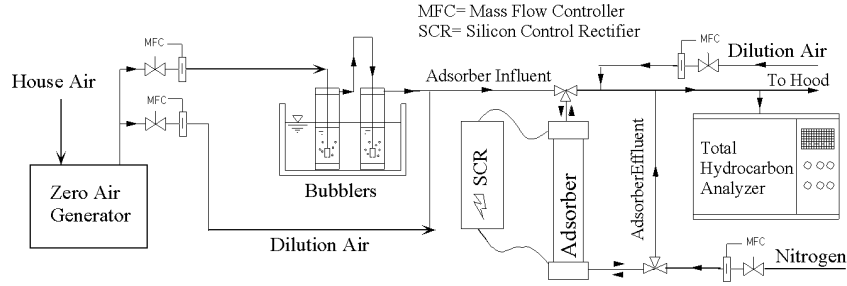 MFC= Mass Flow Controller
SCR= Silicon Control Rectifier
MFC
MFC
Dilution Air
House Air
Adsorber Influent
To Hood
MFC
SCR
Adsorber
AdsorberEffluent
Total
Hydrocarbon
Analyzer
Zero Air
Generator
Bubblers
Dilution Air
MFC
Nitrogen